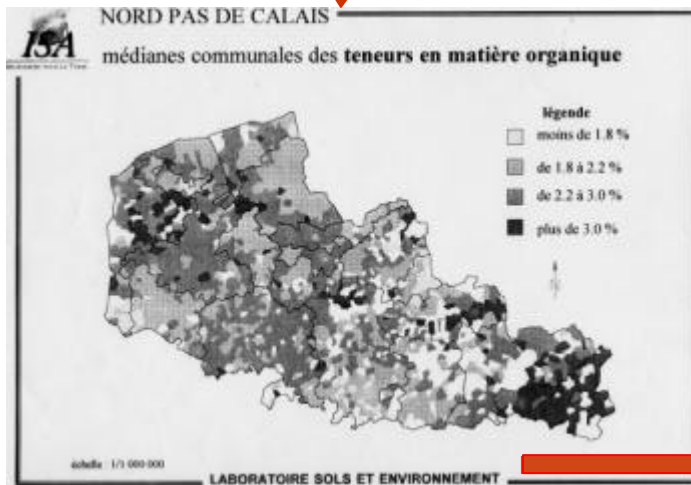 NORD PAS DE CALAIS
ISA
médianes communales des teneurs en matière organique
légende
moins de 1.8 %
de 1.8 à 2.2 %
de 2.2 à 3.0 %
plus de 3.0 %
échelle : 1/1 000 000
LABORATOIRE SOLS ET ENVIRONNEMENT